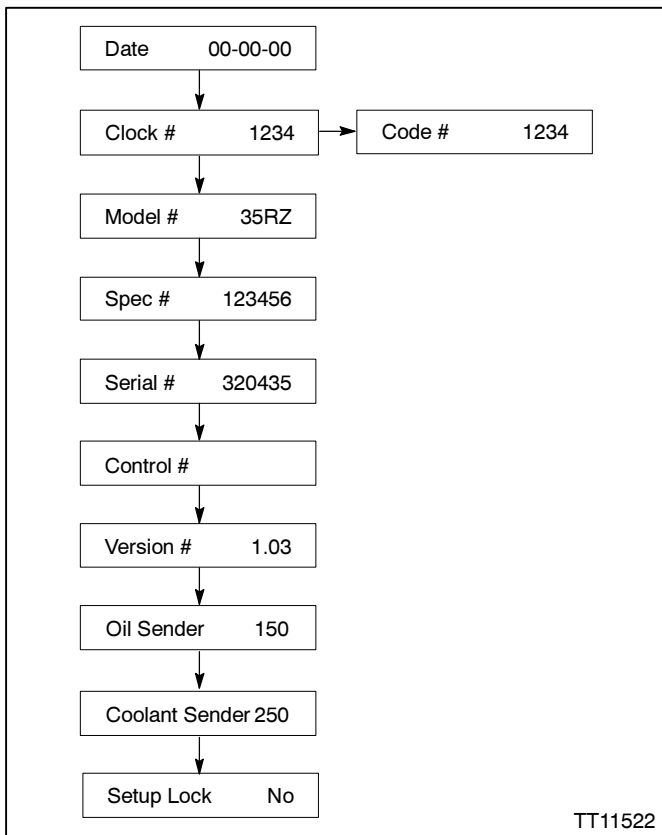 Date 00-00-00
Clock # 1234 Code # 1234
Model # 35RZ
Spec # 123456
Serial # 320435
Control #
Version # 1.03
Oil Sender 150
Coolant Sender 250
Setup Lock No
TT11522